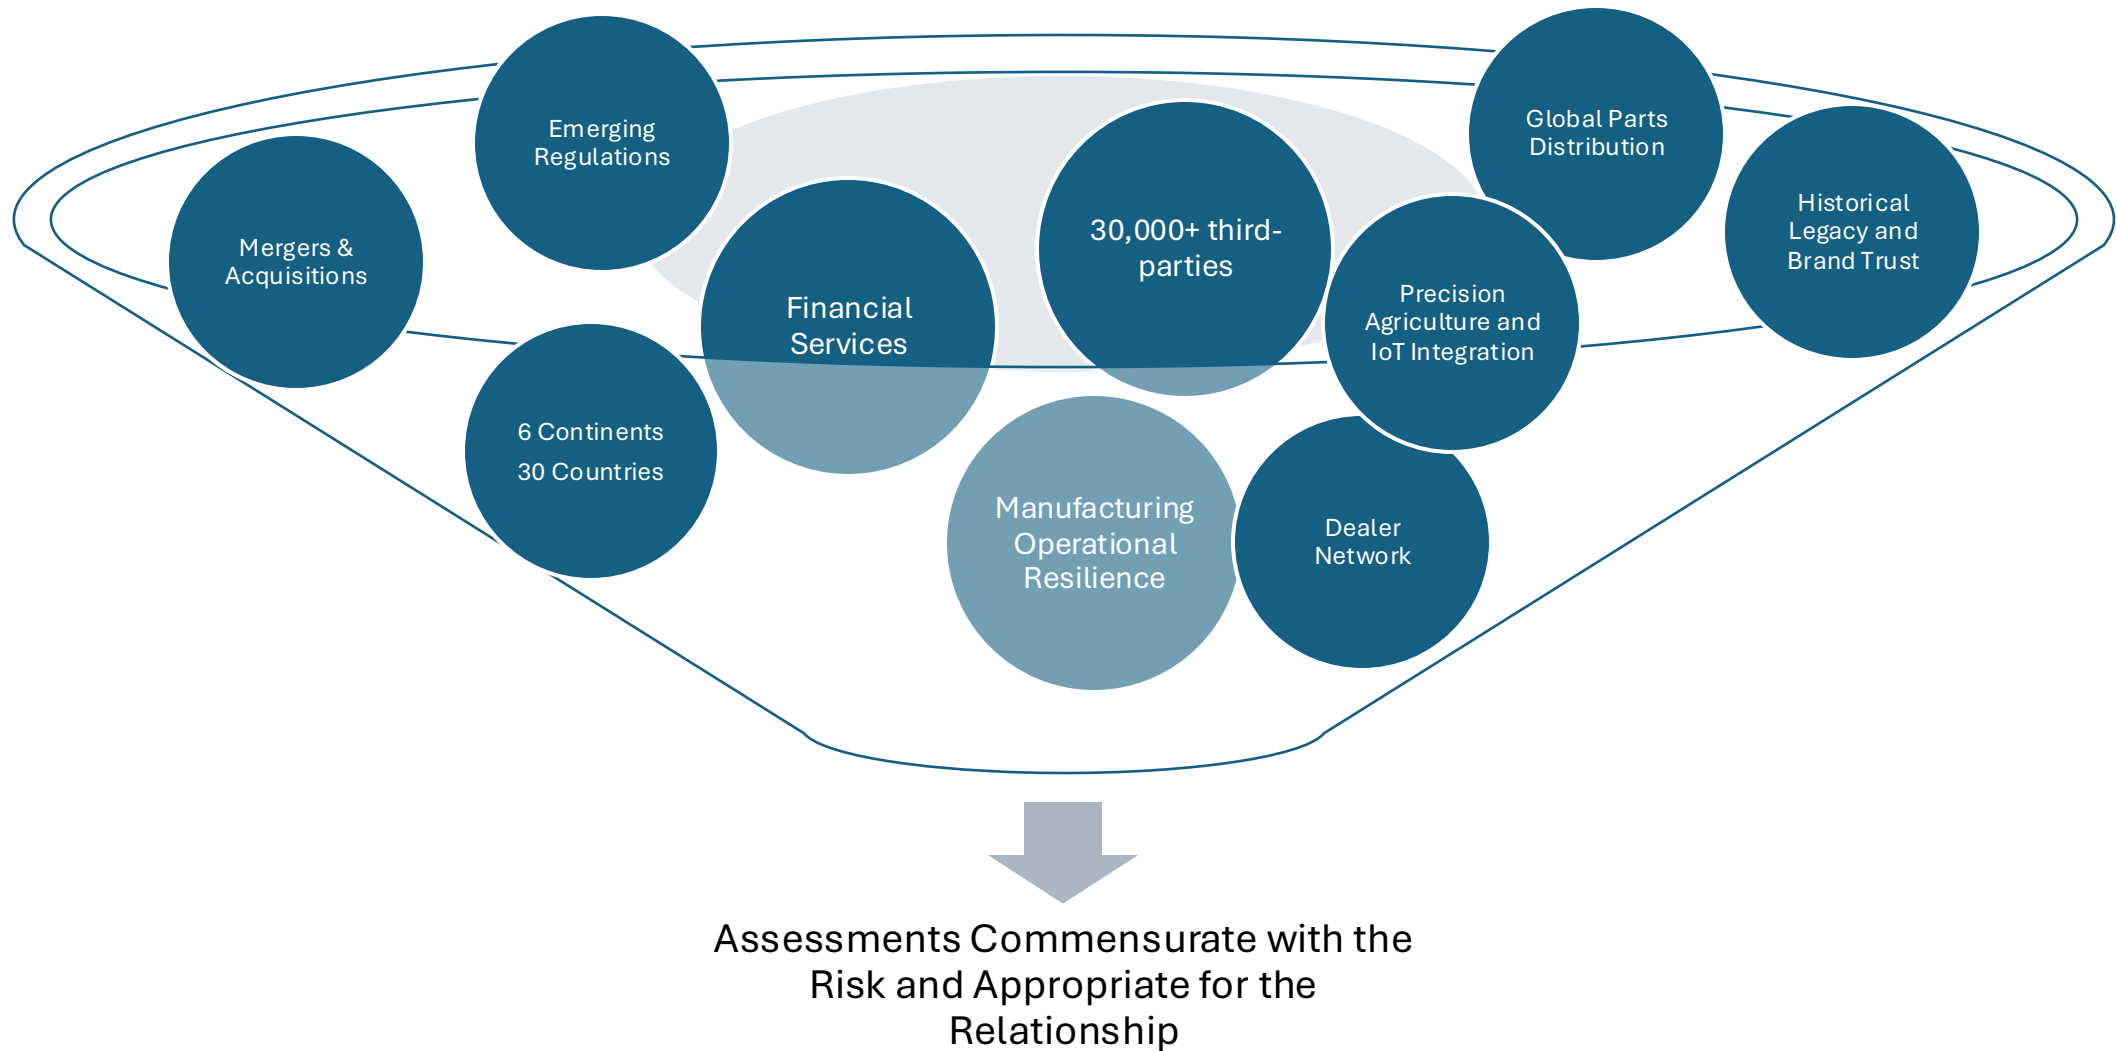 Emerging
Regulations
Global Parts
Distribution
Mergers &
Acquisitions
30,000+ third-
parties
Historical
Legacy and
Brand Trust
Financial
Services
Precision
Agriculture and
IoT Integration
6 Continents
30 Countries
Manufacturing
Operational
Resilience
Dealer
Network
Assessments Commensurate with the
Risk and Appropriate for the
Relationship